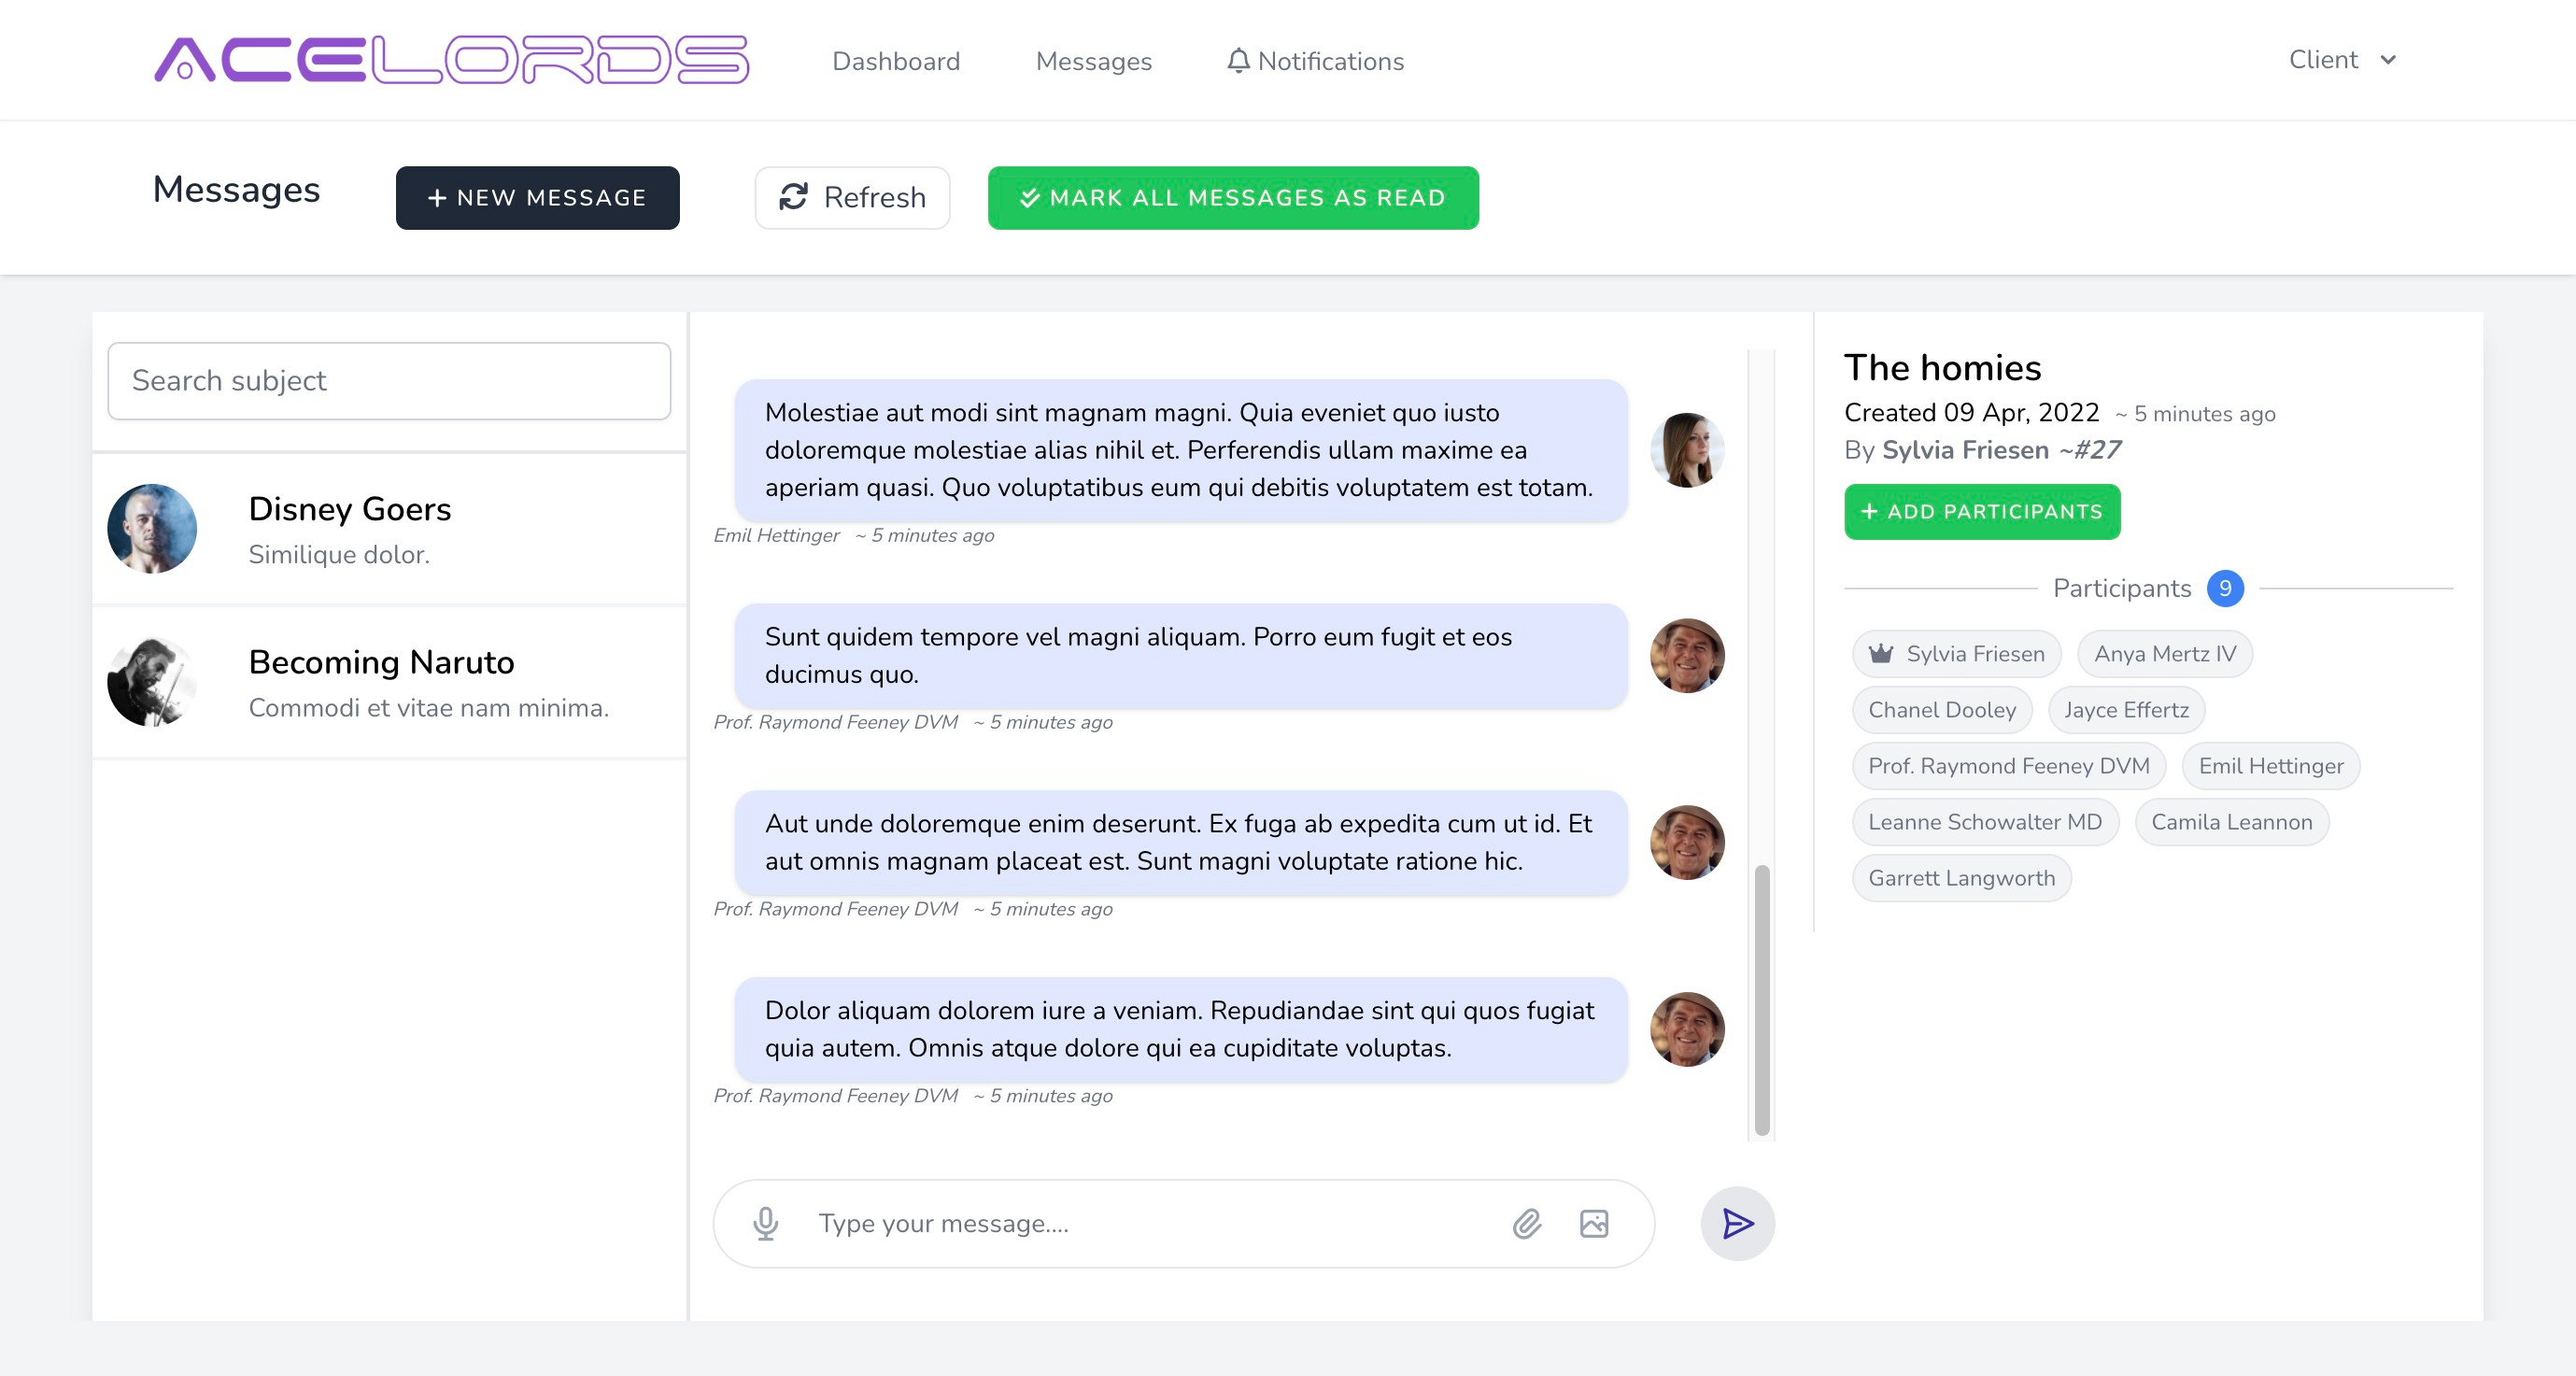 ACELORDS
Dashboard
Messages
Notifications
Client
Messages
NEW MESSAGE
Refresh
MARK ALL MESSAGES AS READ
Search subject
Disney Goers
Similique dolor.
Becoming Naruto
Commodi et vitae nam minima.
Molestiae aut modi sint magnam magni. Quia eveniet quo iusto
doloremque molestiae alias nihil et. Perferendis ullam maxime ea
aperiam quasi. Quo voluptatibus eum qui debitis voluptatem est totam.
Emil Hettinger ~ 5 minutes ago
Sunt quidem tempore vel magni aliquam. Porro eum fugit et eos
ducimus quo.
Prof. Raymond Feeney DVM ~ 5 minutes ago
Aut unde doloremque enim deserunt. Ex fuga ab expedita cum ut id. Et
aut omnis magnam placeat est. Sunt magni voluptate ratione hic.
Prof. Raymond Feeney DVM ~ 5 minutes ago
Dolor aliquam dolorem iure a veniam. Repudiandae sint qui quos fugiat
quia autem. Omnis atque dolore qui ea cupiditate voluptas.
Prof. Raymond Feeney DVM ~ 5 minutes ago
Type your message....
The homies
Created 09 Apr, 2022 ~ 5 minutes ago
By Sylvia Friesen ~#27
+ ADD PARTICIPANTS
Participants 9
Sylvia Friesen
Anya Mertz IV
Chanel Dooley
Jayce Effertz
Prof. Raymond Feeney DVM
Emil Hettinger
Leanne Schowalter MD
Camila Leannon
Garrett Langworth